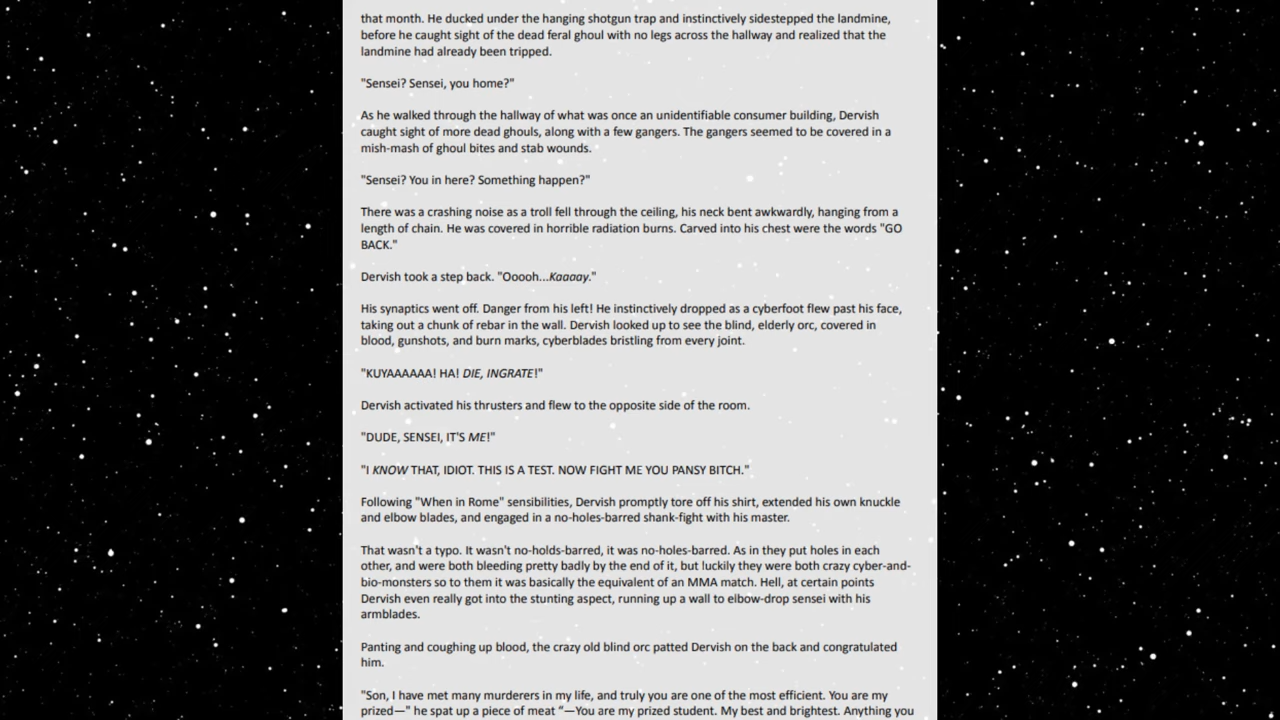 that month. He ducked under the hanging shotgun trap and instinctively sidestepped the landmine,
before he caught sight of the dead feral ghoul with no legs across the hallway and realized that the
landmine had already been tripped.
"Sensei? Sensei, you home?"
As he walked through the hallway of what was once an unidentifiable consumer building, Dervish
caught sight of more dead ghouls, along with a few gangers. The gangers seemed to be covered in a
mish-mash of ghoul bites and stab wounds.
"Sensei? You in here? Something happen?"
There was a crashing noise as a troll fell through the ceiling, his neck bent awkwardly, hanging from a
length of chain. He was covered in horrible radiation burns. Carved into his chest were the words "GO
BACK."
Dervish took a step back. "Ooooh...Kaaaay."
His synaptics went off. Danger from his left! He instinctively dropped as a cyberfoot flew past his face,
taking out a chunk of rebar in the wall. Dervish looked up to see the blind, elderly orc, covered in
blood, gunshots, and burn marks, cyberblades bristling from every joint.
"KUYAAAAAA! HA! DIE, INGRATE!"
Dervish activated his thrusters and flew to the opposite side of the room.
"DUDE, SENSEI, IT'S ME!"
"I KNOW THAT, IDIOT. THIS IS A TEST. NOW FIGHT ME YOU PANSY BITCH."
Following "When in Rome" sensibilities, Dervish promptly tore off his shirt, extended his own knuckle
and elbow blades, and engaged in a no-holes-barred shank-fight with his master.
That wasn't a typo. It wasn't no-holds-barred, it was no-holes-barred. As in they put holes in each
other, and were both bleeding pretty badly by the end of it, but luckily they were both crazy cyber-and-
bio-monsters so to them it was basically the equivalent of an MMA match. Hell, at certain points
Dervish even really got into the stunting aspect, running up a wall to elbow-drop sensei with his
armblades.
Panting and coughing up blood, the crazy old blind orc patted Dervish on the back and congratulated
him.
"Son, I have met many murderers in my life, and truly you are one of the most efficient. You are my
prized—" he spat up a piece of meat "—You are my prized student. My best and brightest. Anything you